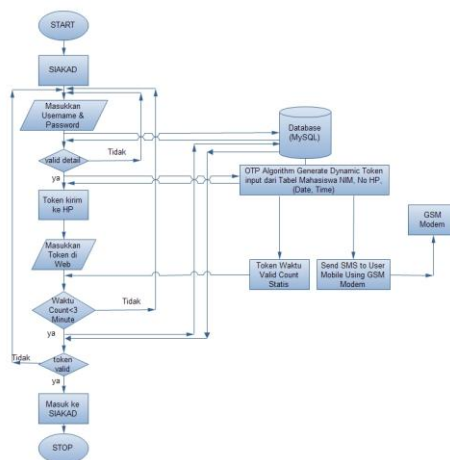 START
SIAKAD
Masukkan
Username &
Password
Tidak
valid detail
ya
Token kirim
ke HP
Masukkan
Token di
Web
Waktu
Count<3
Minute
Tidak
ya
Tidak
token
valid
ya
Masuk ke
SIAKAD
STOP
Database
(MySQL)
OTP Algorithm Generate Dynamic Token
input dari Tabel Mahasiswa NIM, No HP,
(Date, Time)
Token Waktu
Valid Count
Statis
Send SMS to User
Mobile Using GSM
Modem
GSM
Modem